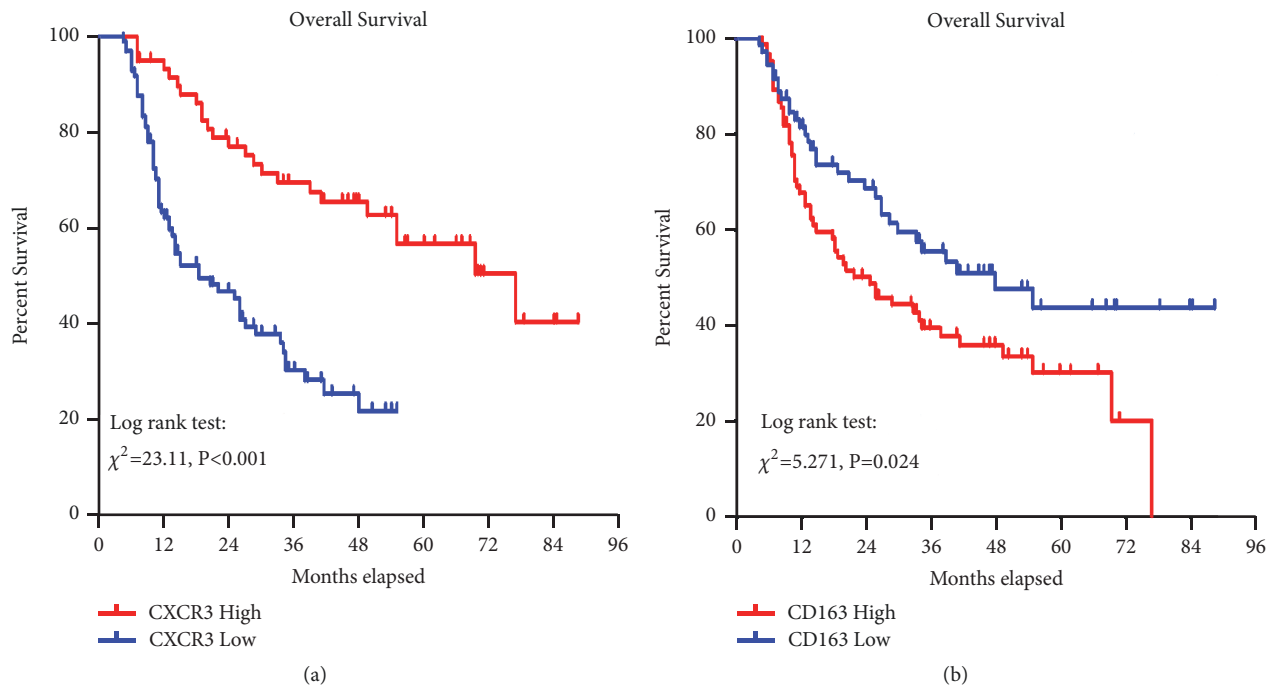 Overall Survival
100
80
60
40
20
0
Percent Survival
Log rank test:
χ²=23.11, P<0.001
0 12 24 36 48 60 72 84 96
Months elapsed
CXCR3 High
CXCR3 Low
(a)
Overall Survival
100
80
60
40
20
0
Percent Survival
Log rank test:
χ²=5.271, P=0.024
0 12 24 36 48 60 72 84 96
Months elapsed
CD163 High
CD163 Low
(b)